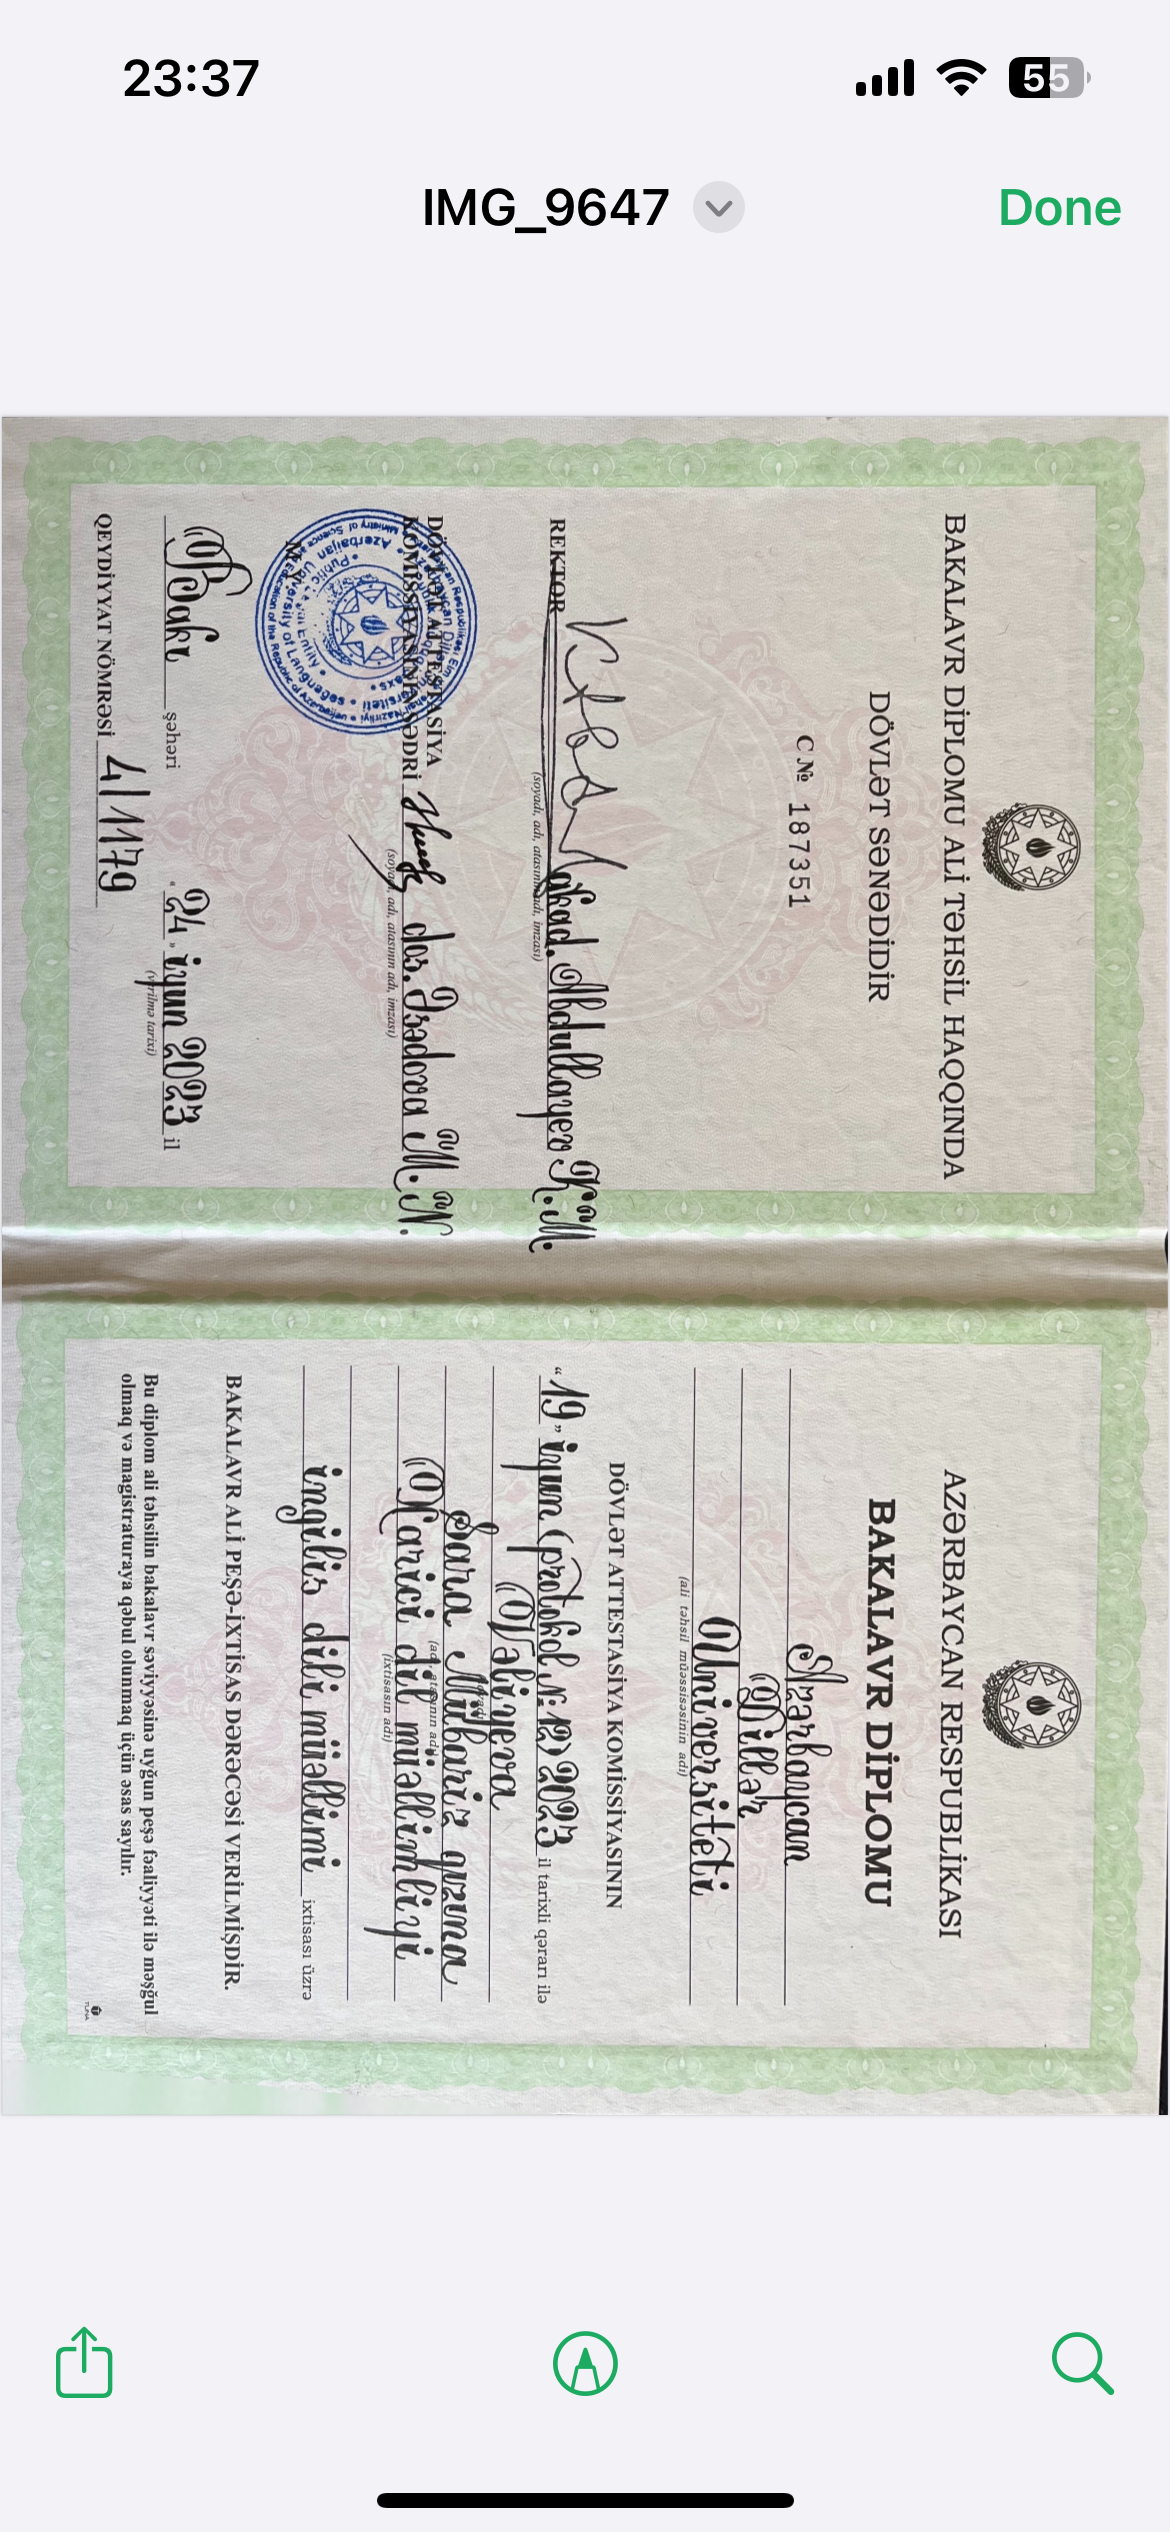 23:37
55
IMG_9647
Done
BAKALAVR DİPLOMU ALİ TƏHSİL HAQQINDA
DÖVLƏT SƏNƏDİDİR
C № 187351
REKTOR akad. Abdullayev K.M.
(soyadı, adı, atasının adı, imzası)
DÖVLƏT ATTESTASİYA
KOMİSSİYASININ SƏDRİ dos. Əsədova M.N.
(soyadı, adı, atasının adı, imzası)
M.Y.
Bakı şəhəri "24" iyun 2023 il
(verilmə tarixi)
QEYDİYYAT NÖMRƏSİ 4/1179
AZƏRBAYCAN RESPUBLİKASI
BAKALAVR DİPLOMU
Azərbaycan
Dillər
Universiteti
(ali təhsil müəssisəsinin adı)
DÖVLƏT ATTESTASİYA KOMİSSİYASININ
"19" iyun (protokol № 12) 2023 il tarixli qərarı ilə
Vəliyeva
(soyadı)
Sara Mübariz qızına
(adı, atasının adı)
Xarici dil müəllimliyi
(ixtisasın adı)
ingilis dili müəllimi ixtisası üzrə
BAKALAVR ALİ PEŞƏ-İXTİSAS DƏRƏCƏSİ VERİLMİŞDİR.
Bu diplom ali təhsilin bakalavr səviyyəsinə uyğun peşə fəaliyyəti ilə məşğul
olmaq və magistraturaya qəbul olunmaq üçün əsas sayılır.